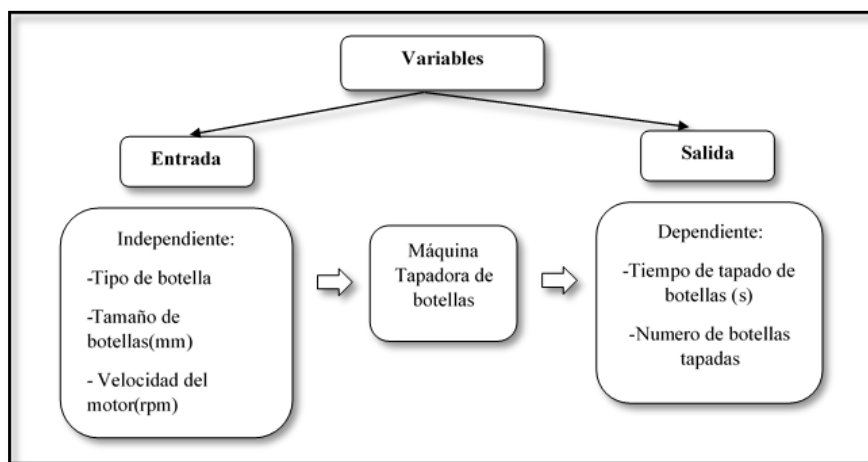 Variables
Entrada
Salida
Independiente:
-Tipo de botella
-Tamaño de
botellas(mm)
- Velocidad del
motor(rpm)
Máquina
Tapadora de
botellas
Dependiente:
-Tiempo de tapado de
botellas (s)
-Numero de botellas
tapadas